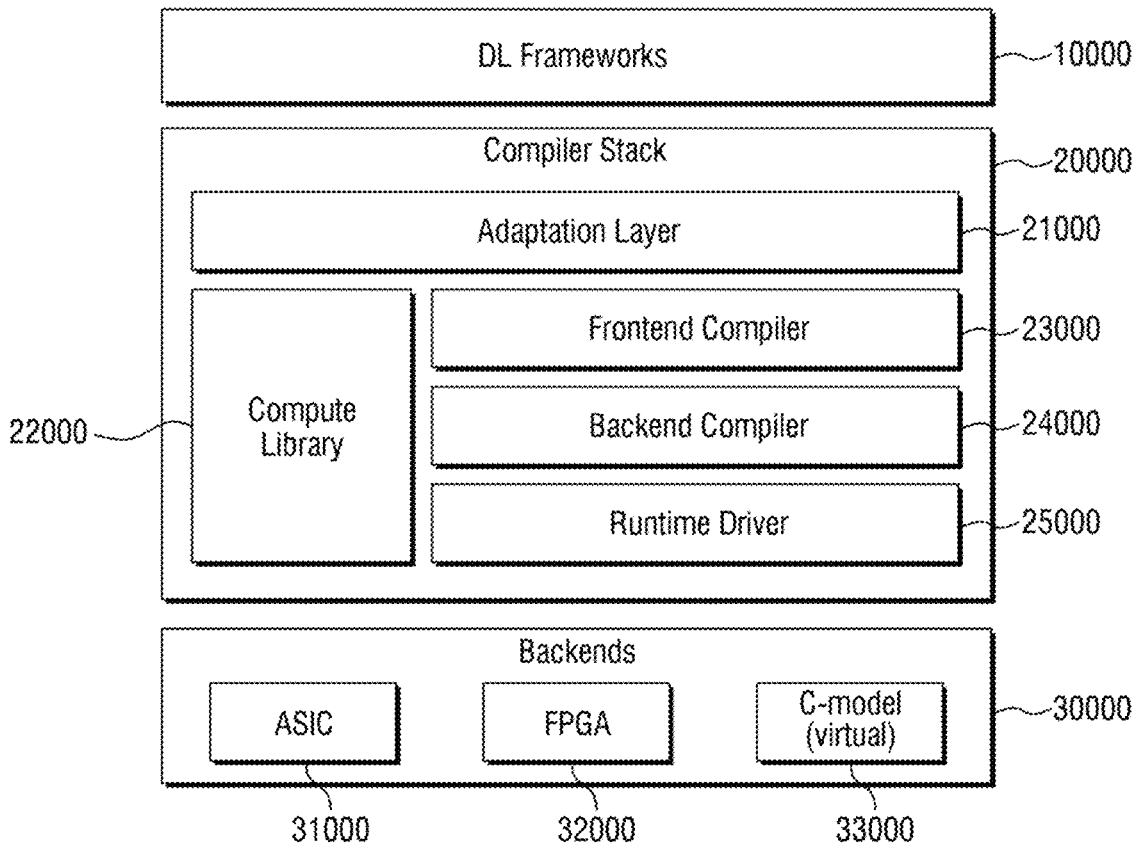 DL Frameworks
10000
Compiler Stack
20000
Adaptation Layer
21000
Frontend Compiler
23000
22000
Compute
Library
Backend Compiler
24000
Runtime Driver
25000
Backends
30000
ASIC
FPGA
C-model
(virtual)
31000
32000
33000